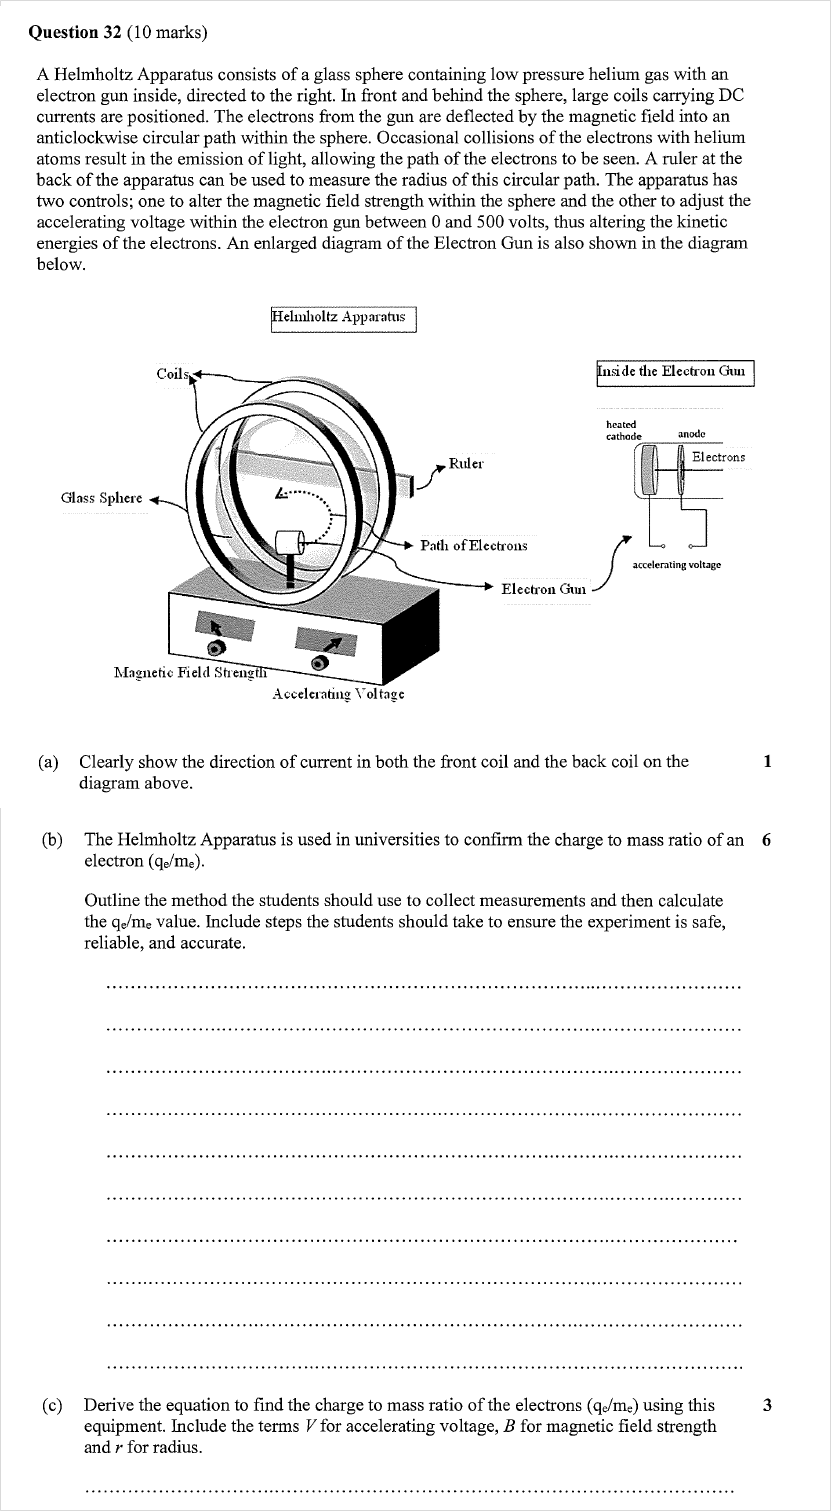 Question 32 (10 marks)
A Helmholtz Apparatus consists of a glass sphere containing low pressure helium gas with an
electron gun inside, directed to the right. In front and behind the sphere, large coils carrying DC
currents are positioned. The electrons from the gun are deflected by the magnetic field into an
anticlockwise circular path within the sphere. Occasional collisions of the electrons with helium
atoms result in the emission of light, allowing the path of the electrons to be seen. A ruler at the
back of the apparatus can be used to measure the radius of this circular path. The apparatus has
two controls; one to alter the magnetic field strength within the sphere and the other to adjust the
accelerating voltage within the electron gun between 0 and 500 volts, thus altering the kinetic
energies of the electrons. An enlarged diagram of the Electron Gun is also shown in the diagram
below.
Helmholtz Apparatus
Coils
Inside the Electron Gun
heated
cathode
anode
Electrons
Ruler
Glass Sphere
Path of Electrons
accelerating voltage
Electron Gun
Magnetic Field Strength
Accelerating Voltage
(a) Clearly show the direction of current in both the front coil and the back coil on the 1
diagram above.
(b) The Helmholtz Apparatus is used in universities to confirm the charge to mass ratio of an 6
electron (qₑ/mₑ).
Outline the method the students should use to collect measurements and then calculate
the qₑ/mₑ value. Include steps the students should take to ensure the experiment is safe,
reliable, and accurate.
(c) Derive the equation to find the charge to mass ratio of the electrons (qₑ/mₑ) using this 3
equipment. Include the terms V for accelerating voltage, B for magnetic field strength
and r for radius.